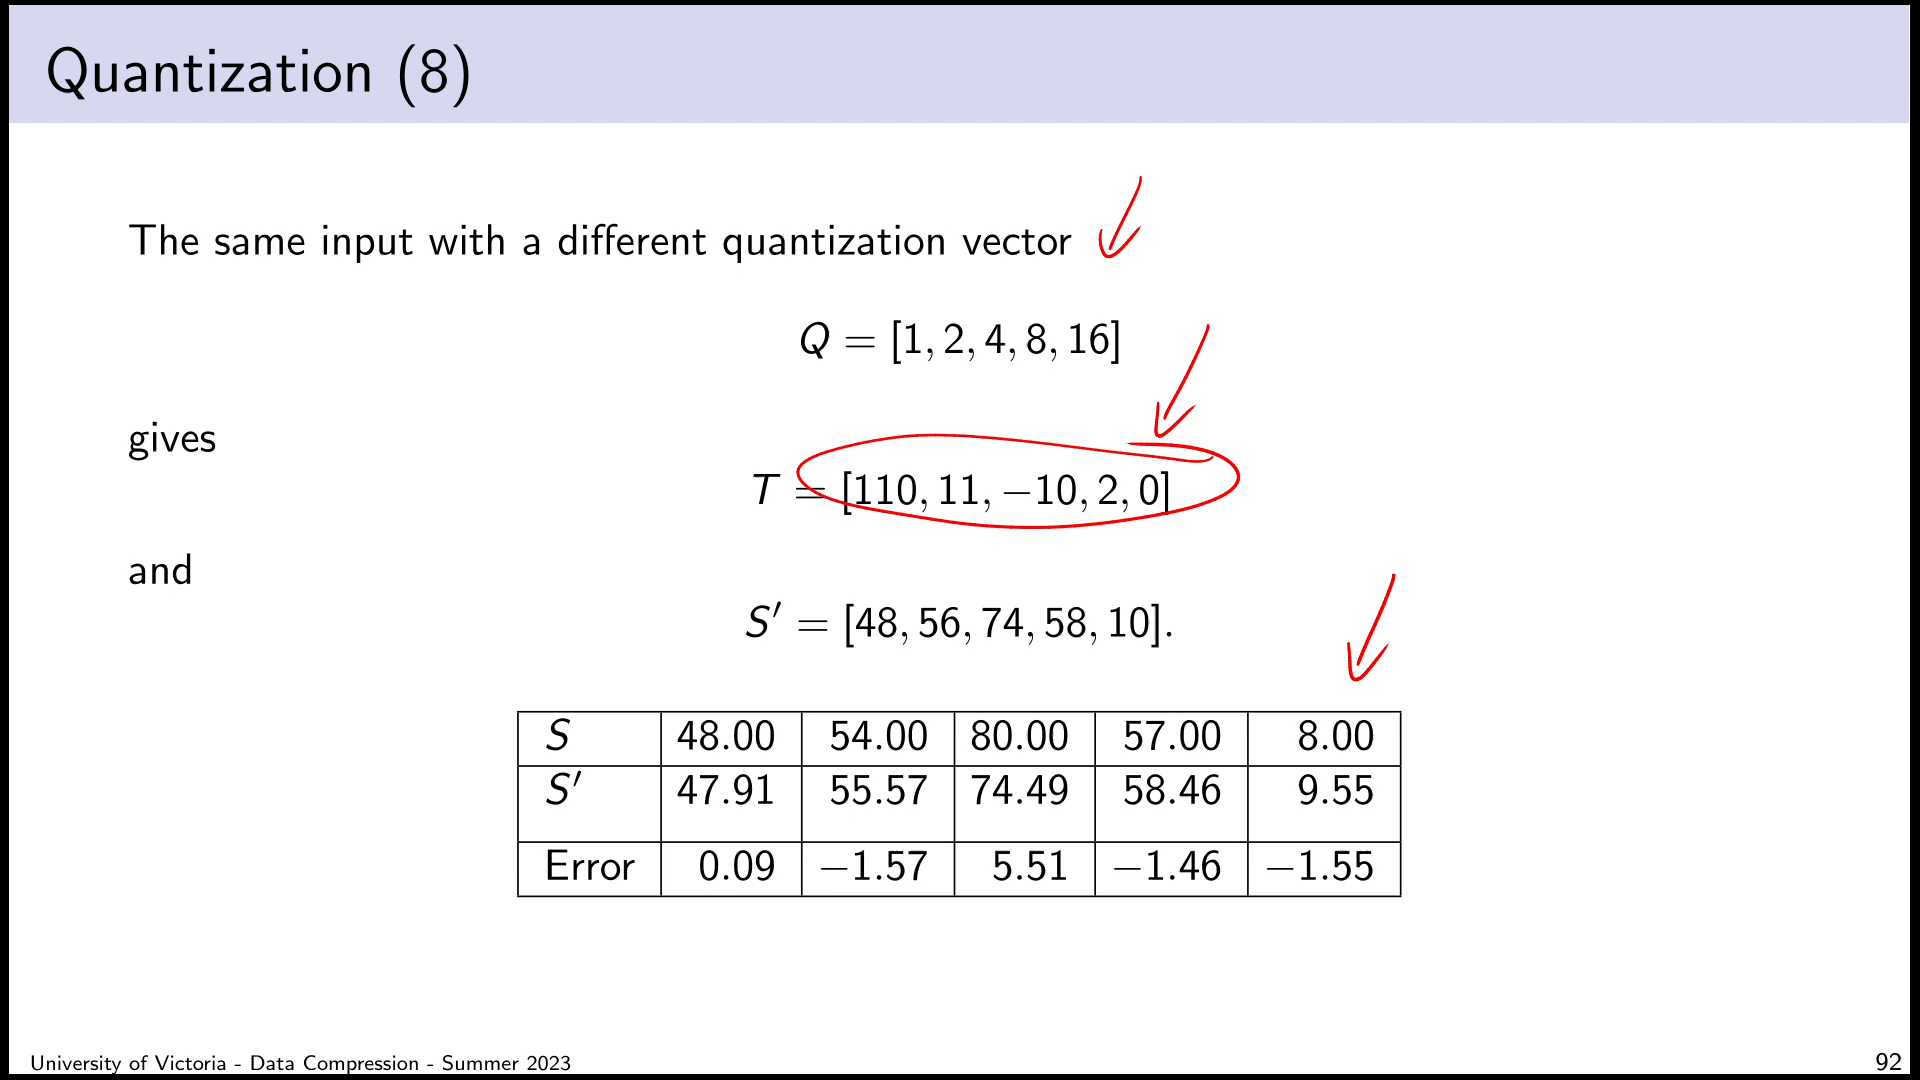 Quantization (8)
The same input with a different quantization vector
Q = [1, 2, 4, 8, 16]
gives
T = [110, 11, −10, 2, 0]
and
S′ = [48, 56, 74, 58, 10].
S 48.00 54.00 80.00 57.00 8.00
S′ 47.91 55.57 74.49 58.46 9.55
Error 0.09 −1.57 5.51 −1.46 −1.55
University of Victoria - Data Compression - Summer 2023 92